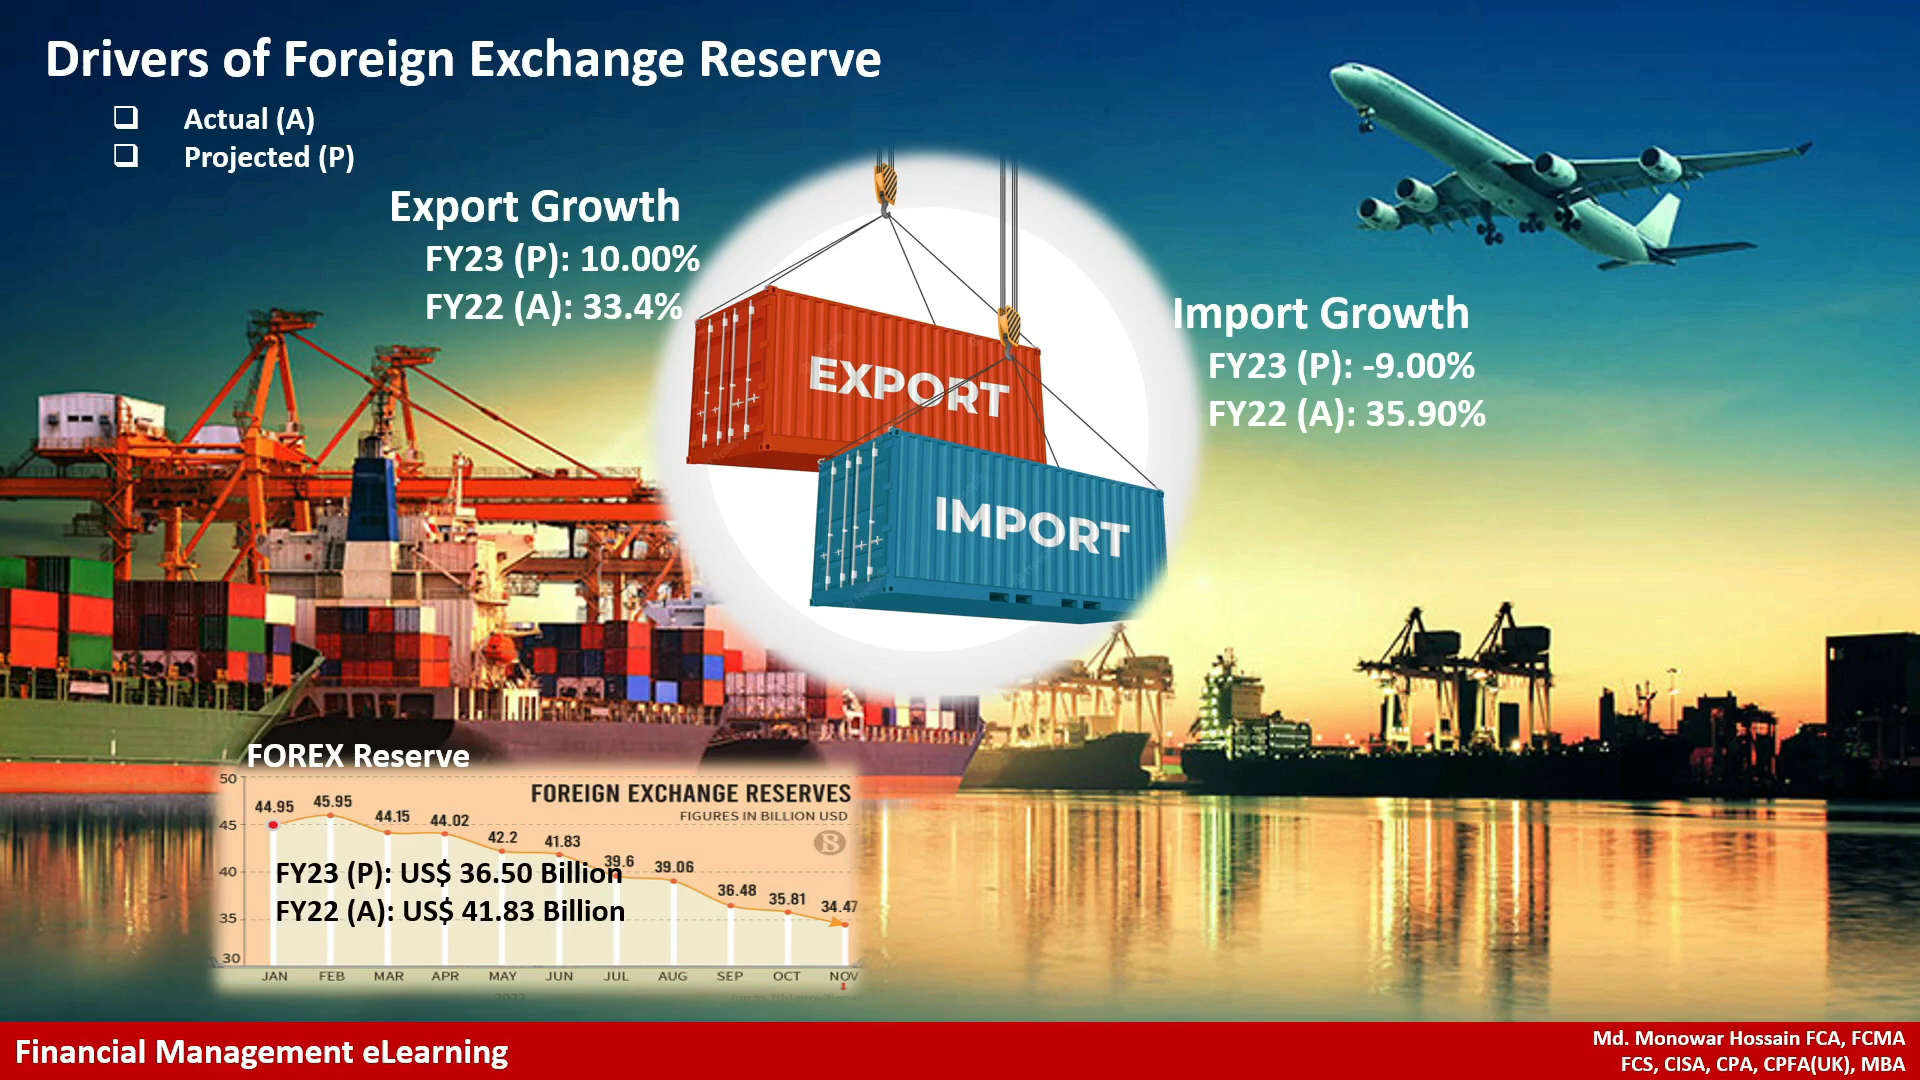 Drivers of Foreign Exchange Reserve
Actual (A)
Projected (P)
Export Growth
FY23 (P): 10.00%
FY22 (A): 33.4%
Import Growth
FY23 (P): -9.00%
FY22 (A): 35.90%
EXPORT
IMPORT
FOREX Reserve
FOREIGN EXCHANGE RESERVES
FIGURES IN BILLION USD
50
45
40
35
30
44.95 45.95 44.15 44.02 42.2 41.83 39.6 39.06 36.48 35.81 34.47
FY23 (P): US$ 36.50 Billion
FY22 (A): US$ 41.83 Billion
JAN FEB MAR APR MAY JUN JUL AUG SEP OCT NOV
2022
Financial Management eLearning
Md. Monowar Hossain FCA, FCMA
FCS, CISA, CPA, CPFA(UK), MBA